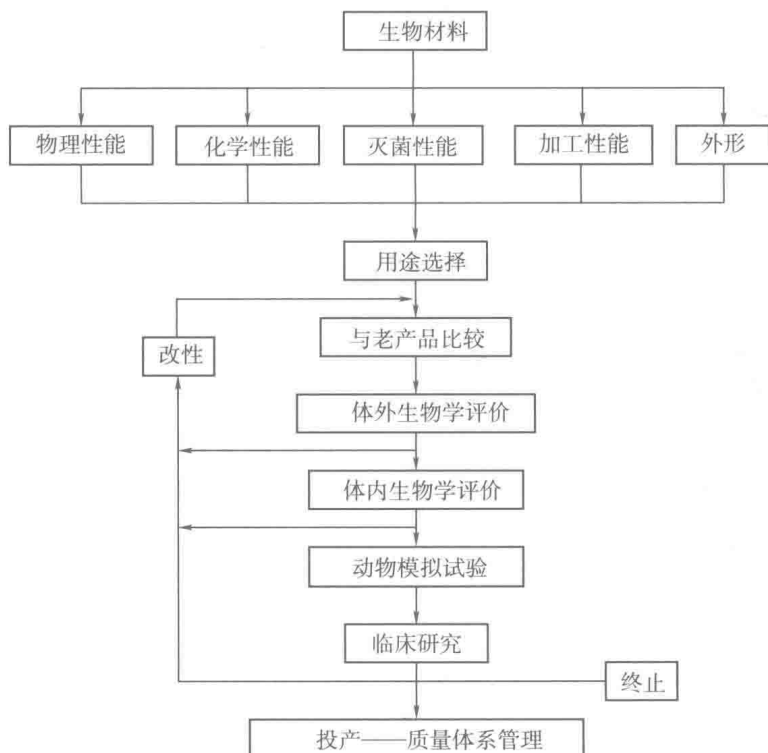 生物材料
物理性能
化学性能
灭菌性能
加工性能
外形
用途选择
与老产品比较
改性
体外生物学评价
体内生物学评价
动物模拟试验
临床研究
终止
投产——质量体系管理